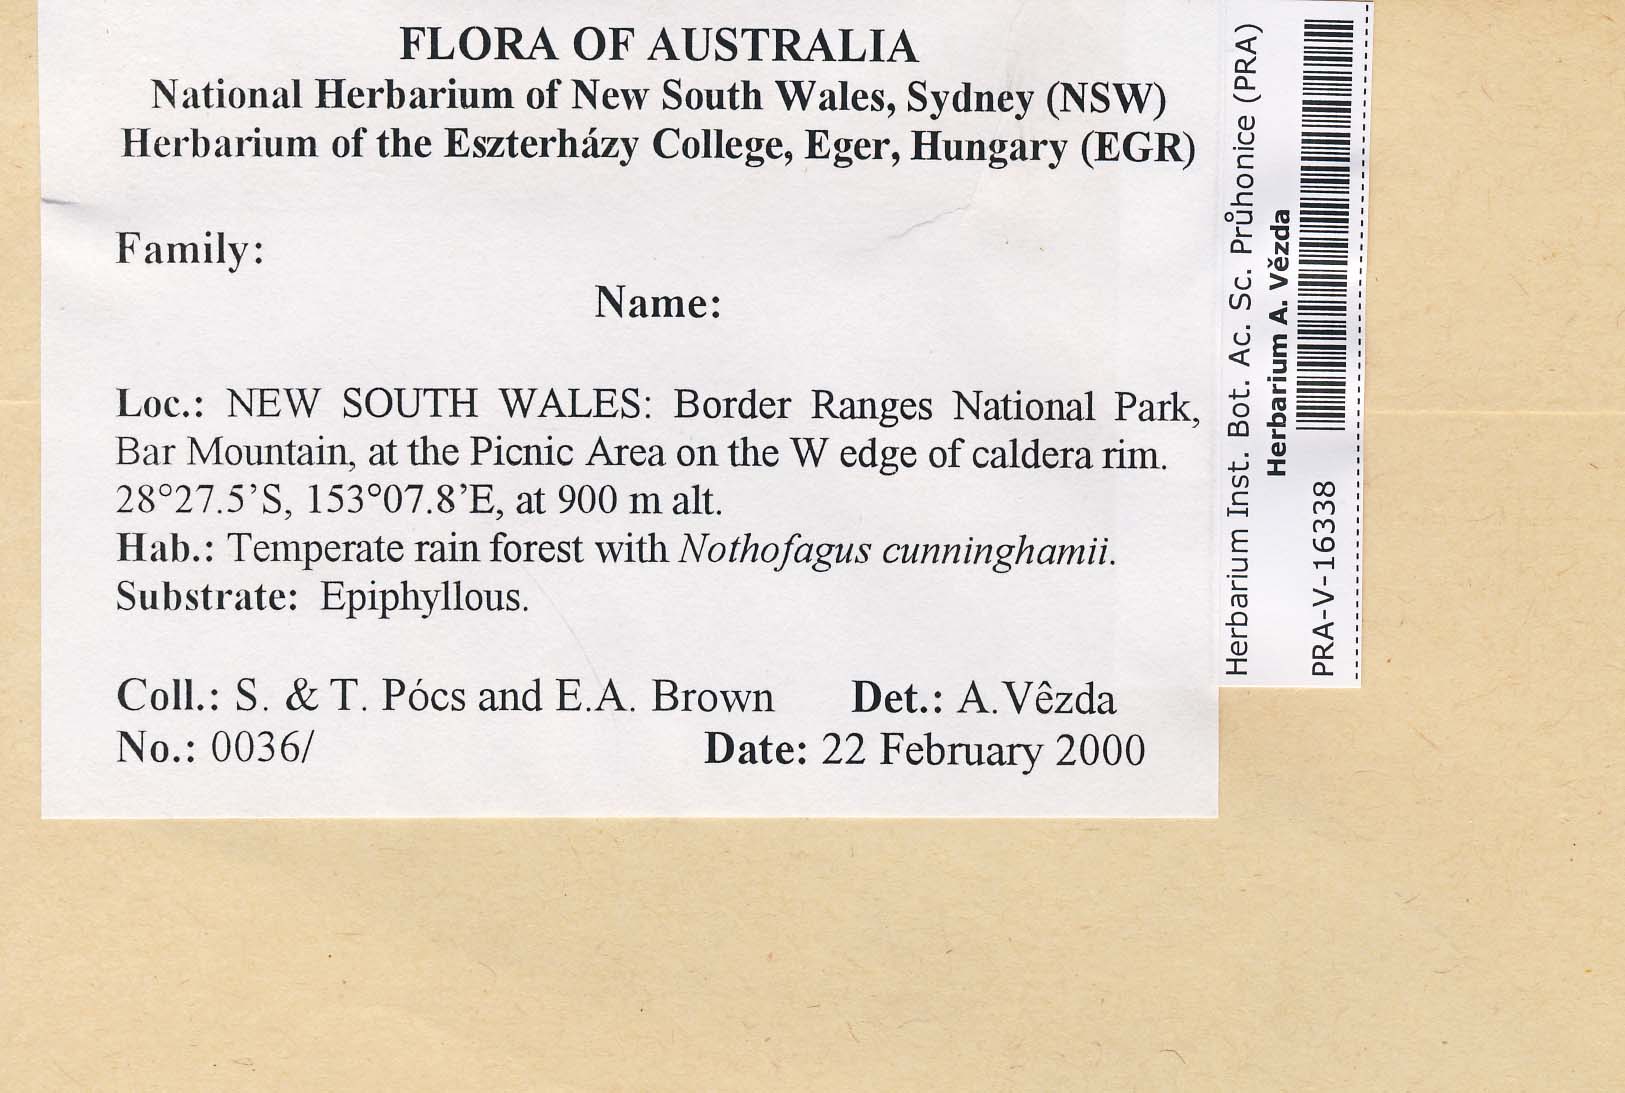 FLORA OF AUSTRALIA
National Herbarium of New South Wales, Sydney (NSW)
Herbarium of the Eszterházy College, Eger, Hungary (EGR)
Family:
Name:
Loc.: NEW SOUTH WALES: Border Ranges National Park,
Bar Mountain, at the Picnic Area on the W edge of caldera rim.
28°27.5’S, 153°07.8’E, at 900 m alt.
Hab.: Temperate rain forest with Nothofagus cunninghamii.
Substrate: Epiphyllous.
Coll.: S. & T. Pócs and E.A. Brown Det.: A.Vêzda
No.: 0036/ Date: 22 February 2000
Herbarium Inst. Bot. Ac. Sc. Průhonice (PRA)
Herbarium A. Vězda
PRA-V-16338